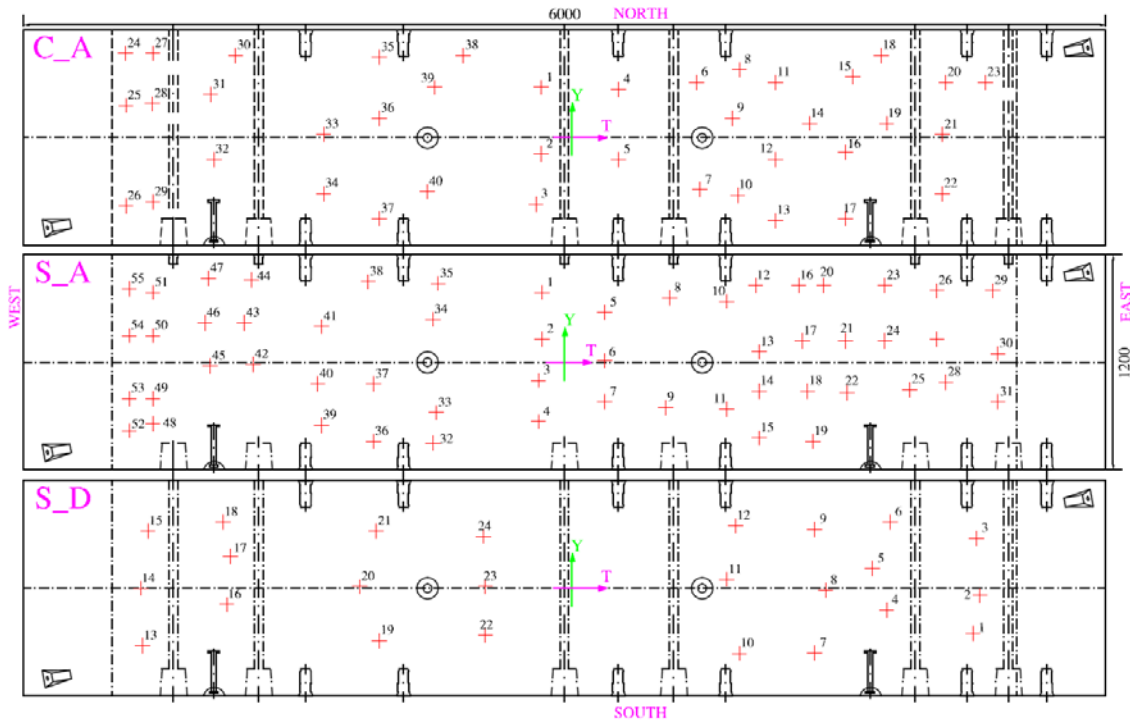 6000 NORTH
C_A
24 27 30 35 38 18
8 15
31 39 1 4 6 11 20 23
25 28
36 9 14 19
33 T 21
Y
2 12 16
32 5
34 40 7 10 22
26 29 3
37 13 17
S_A
WEST
EAST
1200
47 44 38 35 12 16 20 23 26 29
55 51 1 8 10
5
46 43 41 34
54 50 2 Y 17 21 24
T 6 13 30
45 42
40 37 3 14 18 22 25 28
53 49 7 31
39 33 4 9 11
52 48 36 32 15 19
S_D
18 12 9 6
15 21 24 3
17 Y 5
14 20 23 T 11 8 2
16 4
13 19 22 10 7 1
SOUTH